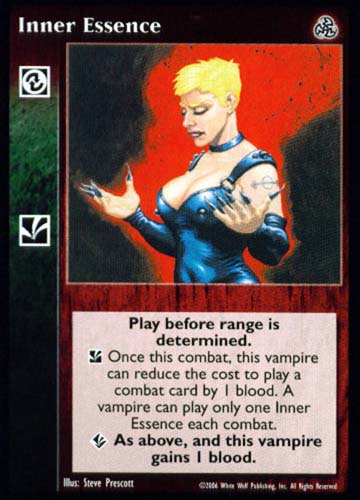 Inner Essence
Play before range is
determined.
Once this combat, this vampire
can reduce the cost to play a
combat card by 1 blood. A
vampire can play only one Inner
Essence each combat.
As above, and this vampire
gains 1 blood.
Illus: Steve Prescott
©2006 White Wolf Publishing, Inc. All Rights Reserved.